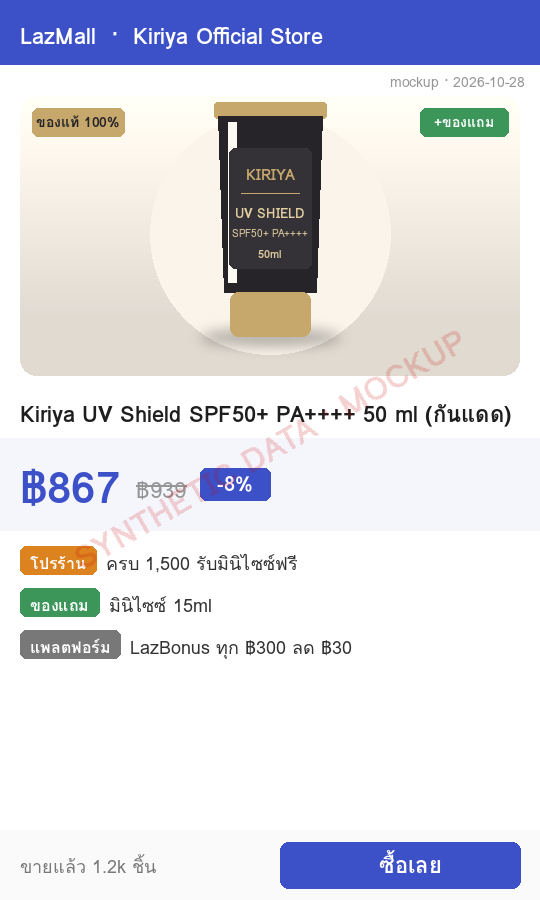 LazMall · Kiriya Official Store
mockup · 2026-10-28
ของแท้ 100%
+ของแถม
KIRIYA
UV SHIELD
SPF50+ PA++++
50ml
Kiriya UV Shield SPF50+ PA++++ 50 ml (กันแดด)
฿867 ฿939 -8%
โปรร้าน ครบ 1,500 รับมินิไซซ์ฟรี
ของแถม มินิไซซ์ 15ml
แพลตฟอร์ม LazBonus ทุก ฿300 ลด ฿30
SYNTHETIC DATA MOCKUP
ขายแล้ว 1.2k ชิ้น
ซื้อเลย